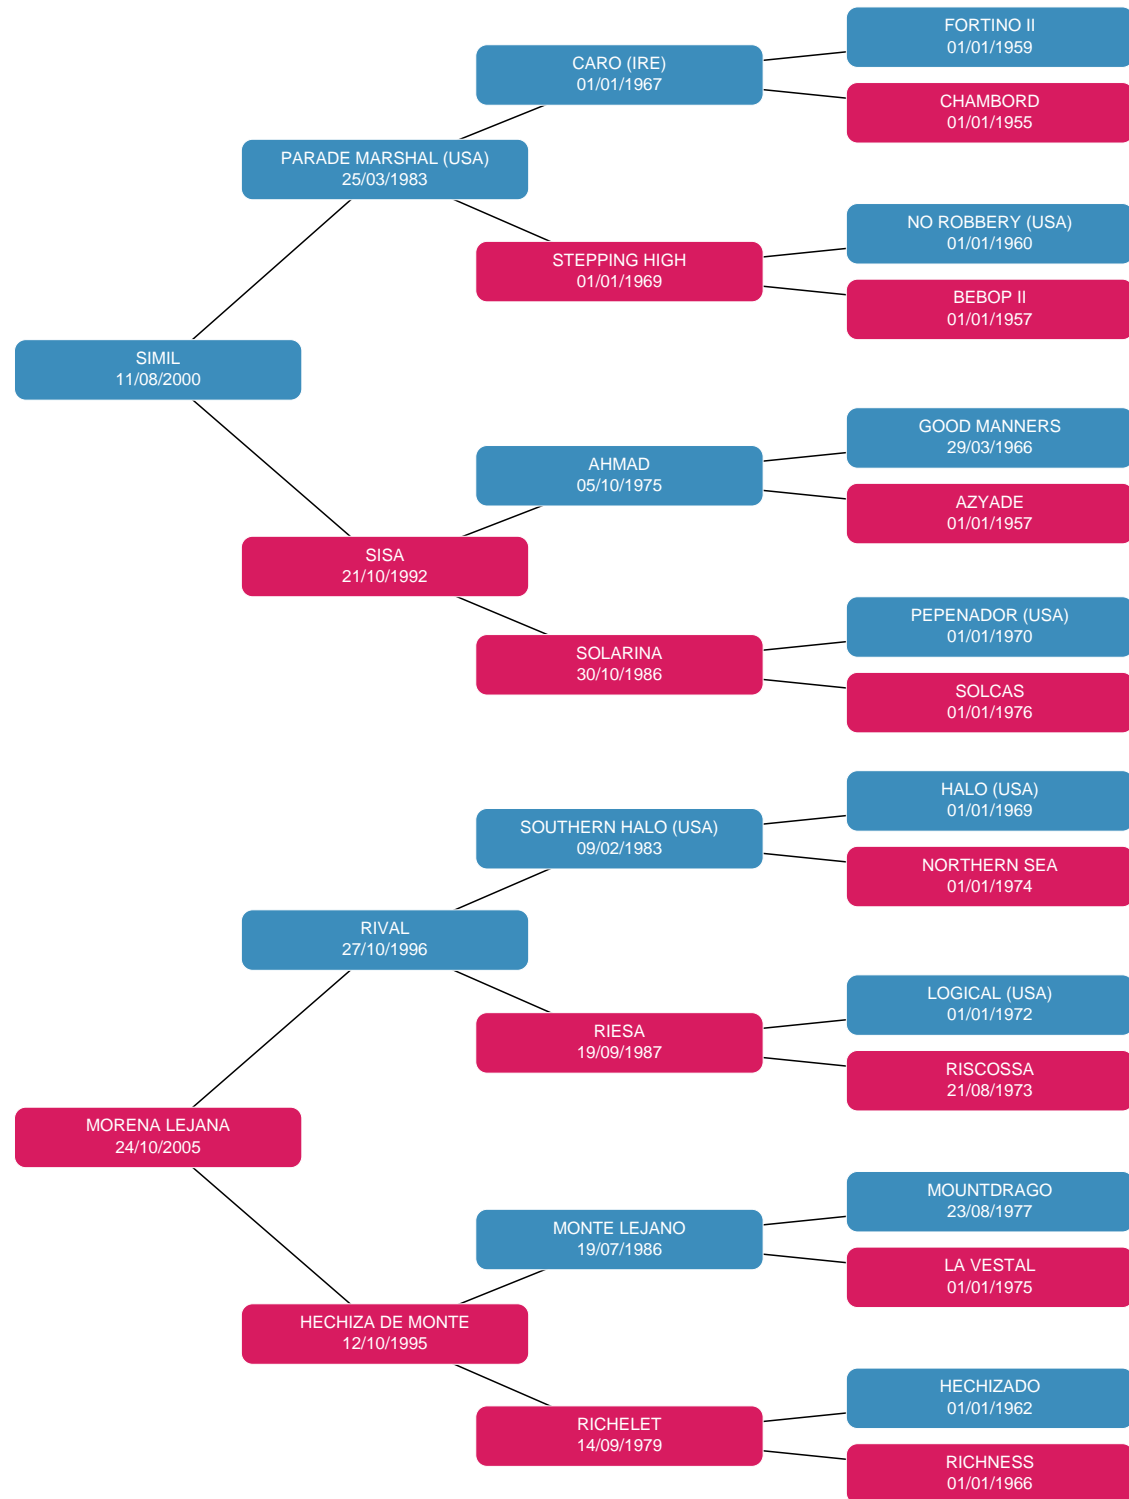 FORTINO II
01/01/1959
CARO (IRE)
01/01/1967
CHAMBORD
01/01/1955
PARADE MARSHAL (USA)
25/03/1983
NO ROBBERY (USA)
01/01/1960
STEPPING HIGH
01/01/1969
BEBOP II
01/01/1957
SIMIL
11/08/2000
GOOD MANNERS
29/03/1966
AHMAD
05/10/1975
AZYADE
01/01/1957
SISA
21/10/1992
PEPENADOR (USA)
01/01/1970
SOLARINA
30/10/1986
SOLCAS
01/01/1976
HALO (USA)
01/01/1969
SOUTHERN HALO (USA)
09/02/1983
NORTHERN SEA
01/01/1974
RIVAL
27/10/1996
LOGICAL (USA)
01/01/1972
RIESA
19/09/1987
RISCOSSA
21/08/1973
MORENA LEJANA
24/10/2005
MOUNTDRAGO
23/08/1977
MONTE LEJANO
19/07/1986
LA VESTAL
01/01/1975
HECHIZA DE MONTE
12/10/1995
HECHIZADO
01/01/1962
RICHELET
14/09/1979
RICHNESS
01/01/1966